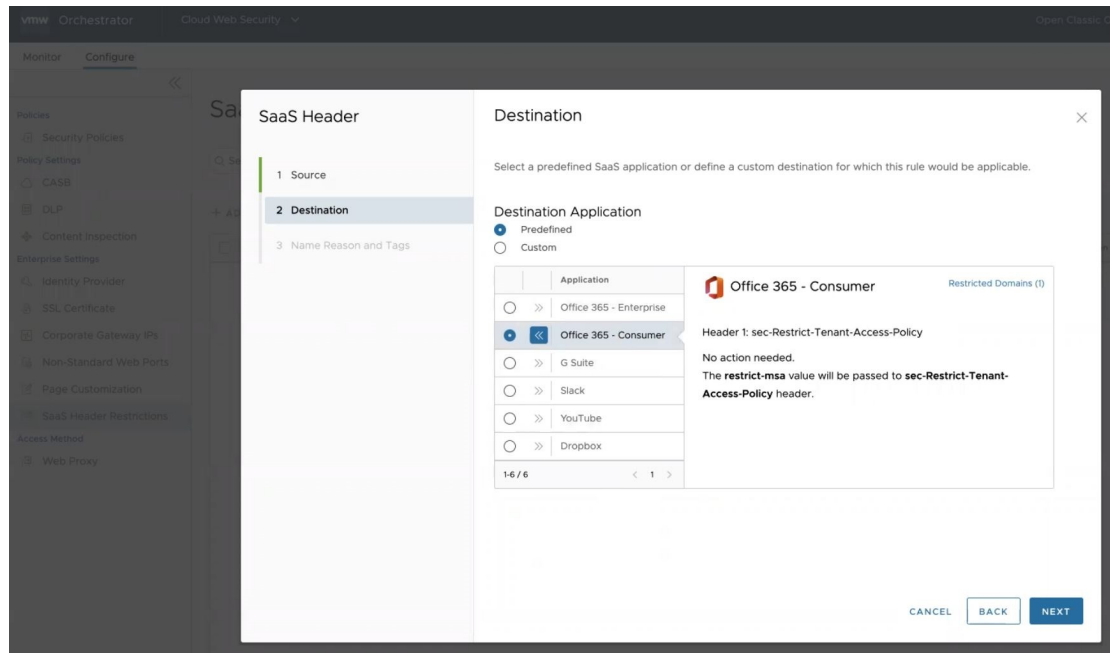 vmw Orchestrator
Cloud Web Security
Open Classic
Monitor
Configure
Policies
Security Policies
Policy Settings
CASB
DLP
Content Inspection
Enterprise Settings
Identity Provider
SSL Certificate
Corporate Gateway IPs
Non-Standard Web Ports
Page Customization
SaaS Header Restrictions
Access Method
Web Proxy
SaaS Header
1 Source
2 Destination
3 Name Reason and Tags
Destination
Select a predefined SaaS application or define a custom destination for which this rule would be applicable.
Destination Application
Predefined
Custom
Application
Office 365 - Enterprise
Office 365 - Consumer
G Suite
Slack
YouTube
Dropbox
1-6 / 6
1
Office 365 - Consumer
Restricted Domains (1)
Header 1: sec-Restrict-Tenant-Access-Policy
No action needed.
The restrict-msa value will be passed to sec-Restrict-Tenant-
Access-Policy header.
CANCEL
BACK
NEXT